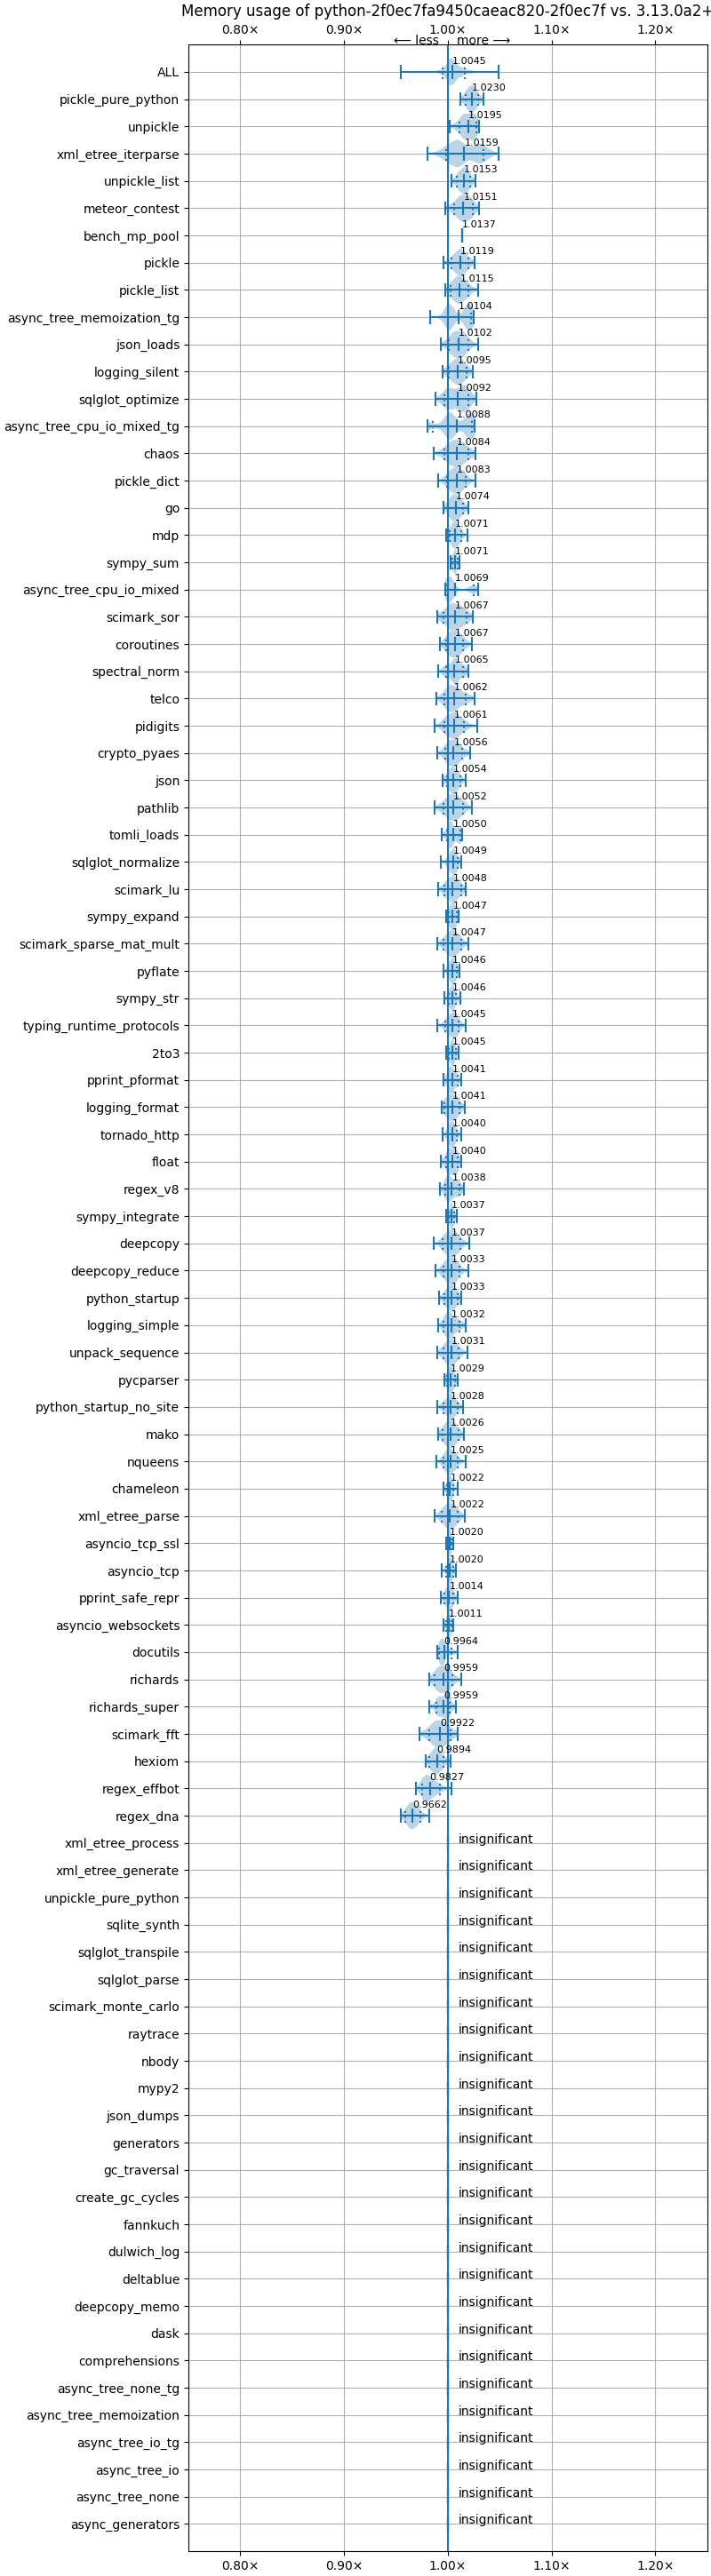 Memory usage of python-2f0ec7fa9450caeac820-2f0ec7f vs. 3.13.0a2+
0.80× 0.90× 1.00× 1.10× 1.20×
⟵ less more ⟶
ALL 1.0045
pickle_pure_python 1.0230
unpickle 1.0195
xml_etree_iterparse 1.0159
unpickle_list 1.0153
meteor_contest 1.0151
bench_mp_pool 1.0137
pickle 1.0119
pickle_list 1.0115
async_tree_memoization_tg 1.0104
json_loads 1.0102
logging_silent 1.0095
sqlglot_optimize 1.0092
async_tree_cpu_io_mixed_tg 1.0088
chaos 1.0084
pickle_dict 1.0083
go 1.0074
mdp 1.0071
sympy_sum 1.0071
async_tree_cpu_io_mixed 1.0069
scimark_sor 1.0067
coroutines 1.0067
spectral_norm 1.0065
telco 1.0062
pidigits 1.0061
crypto_pyaes 1.0056
json 1.0054
pathlib 1.0052
tomli_loads 1.0050
sqlglot_normalize 1.0049
scimark_lu 1.0048
sympy_expand 1.0047
scimark_sparse_mat_mult 1.0047
pyflate 1.0046
sympy_str 1.0046
typing_runtime_protocols 1.0045
2to3 1.0045
pprint_pformat 1.0041
logging_format 1.0041
tornado_http 1.0040
float 1.0040
regex_v8 1.0038
sympy_integrate 1.0037
deepcopy 1.0037
deepcopy_reduce 1.0033
python_startup 1.0033
logging_simple 1.0032
unpack_sequence 1.0031
pycparser 1.0029
python_startup_no_site 1.0028
mako 1.0026
nqueens 1.0025
chameleon 1.0022
xml_etree_parse 1.0022
asyncio_tcp_ssl 1.0020
asyncio_tcp 1.0020
pprint_safe_repr 1.0014
asyncio_websockets 1.0011
docutils 0.9964
richards 0.9959
richards_super 0.9959
scimark_fft 0.9922
hexiom 0.9894
regex_effbot 0.9827
regex_dna 0.9662
xml_etree_process insignificant
xml_etree_generate insignificant
unpickle_pure_python insignificant
sqlite_synth insignificant
sqlglot_transpile insignificant
sqlglot_parse insignificant
scimark_monte_carlo insignificant
raytrace insignificant
nbody insignificant
mypy2 insignificant
json_dumps insignificant
generators insignificant
gc_traversal insignificant
create_gc_cycles insignificant
fannkuch insignificant
dulwich_log insignificant
deltablue insignificant
deepcopy_memo insignificant
dask insignificant
comprehensions insignificant
async_tree_none_tg insignificant
async_tree_memoization insignificant
async_tree_io_tg insignificant
async_tree_io insignificant
async_tree_none insignificant
async_generators insignificant
0.80× 0.90× 1.00× 1.10× 1.20×